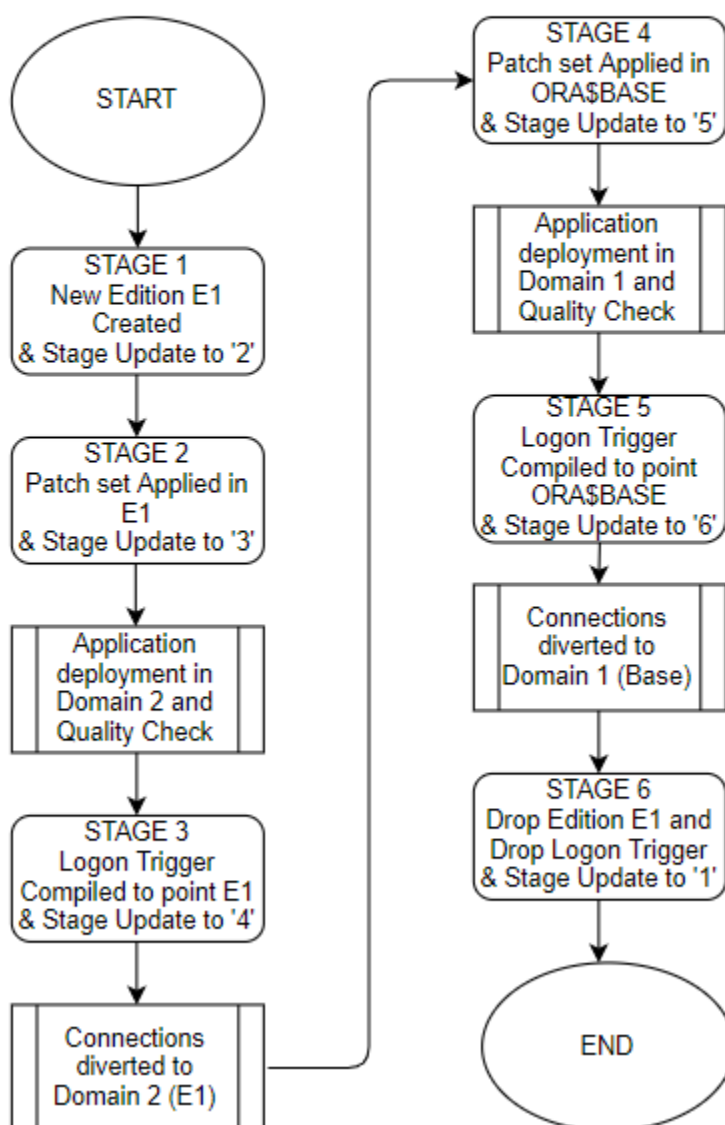 START
STAGE 1
New Edition E1
Created
& Stage Update to '2'
STAGE 2
Patch set Applied in
E1
& Stage Update to '3'
Application
deployment in
Domain 2 and
Quality Check
STAGE 3
Logon Trigger
Compiled to point E1
& Stage Update to '4'
Connections
diverted to
Domain 2 (E1)
STAGE 4
Patch set Applied in
ORA$BASE
& Stage Update to '5'
Application
deployment in
Domain 1 and
Quality Check
STAGE 5
Logon Trigger
Compiled to point
ORA$BASE
& Stage Update to '6'
Connections
diverted to
Domain 1 (Base)
STAGE 6
Drop Edition E1 and
Drop Logon Trigger
& Stage Update to '1'
END